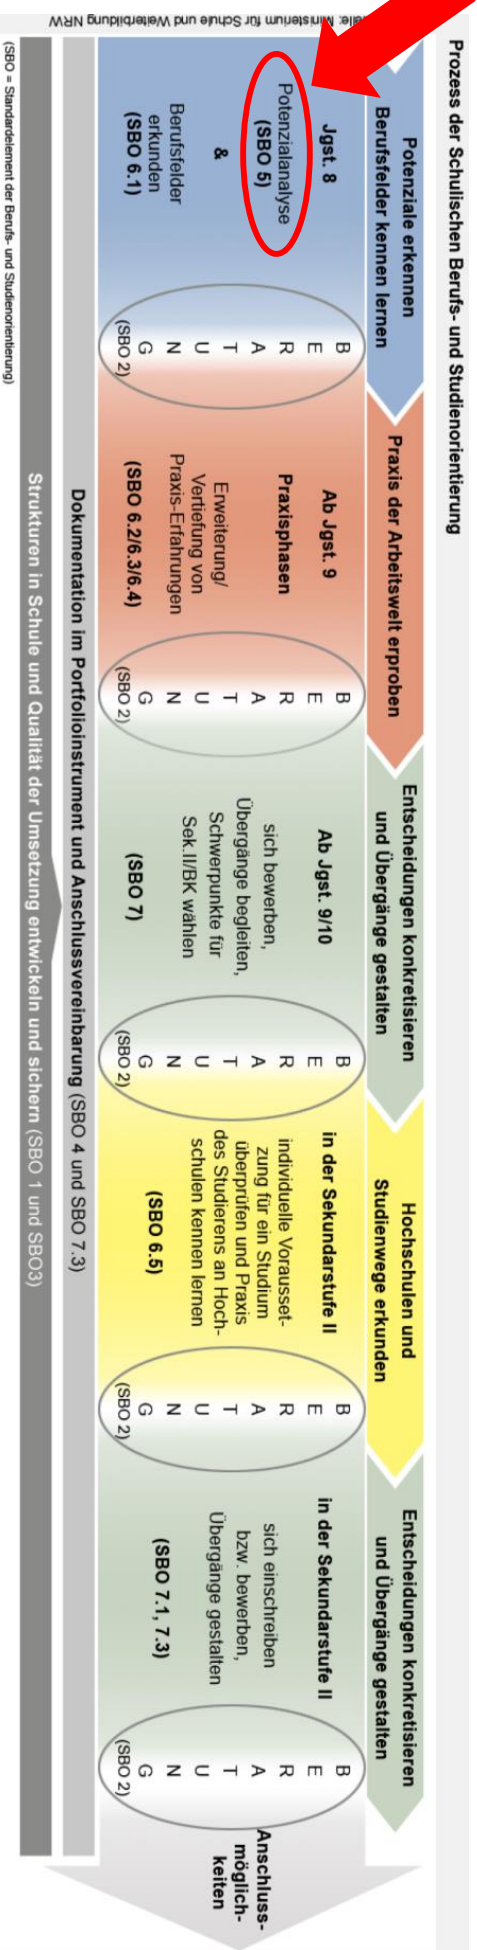 Prozess der Schulischen Berufs- und Studienorientierung
Potenziale erkennen
Berufsfelder kennen lernen
Praxis der Arbeitswelt erproben
Entscheidungen konkretisieren
und Übergänge gestalten
Hochschulen und
Studienwege erkunden
Entscheidungen konkretisieren
und Übergänge gestalten
Jgst. 8
Potenzialanalyse
(SBO 5)
&
Berufsfelder
erkunden
(SBO 6.1)
B
E
R
A
T
U
N
G
(SBO 2)
Ab Jgst. 9
Praxisphasen
Erweiterung/
Vertiefung von
Praxis-Erfahrungen
(SBO 6.2/6.3/6.4)
B
E
R
A
T
U
N
G
(SBO 2)
Ab Jgst. 9/10
sich bewerben,
Übergänge begleiten,
Schwerpunkte für
Sek.II/BK wählen
(SBO 7)
B
E
R
A
T
U
N
G
(SBO 2)
in der Sekundarstufe II
individuelle Vorausset-
zung für ein Studium
überprüfen und Praxis
des Studierens an Hoch-
schulen kennen lernen
(SBO 6.5)
B
E
R
A
T
U
N
G
(SBO 2)
in der Sekundarstufe II
sich einschreiben
bzw. bewerben,
Übergänge gestalten
(SBO 7.1, 7.3)
B
E
R
A
T
U
N
G
(SBO 2)
Anschluss-
möglich-
keiten
Dokumentation im Portfolioinstrument und Anschlussvereinbarung (SBO 4 und SBO 7.3)
Strukturen in Schule und Qualität der Umsetzung entwickeln und sichern (SBO 1 und SBO3)
(SBO = Standardelement der Berufs- und Studienorientierung)
Ministerium für Schule und Weiterbildung NRW